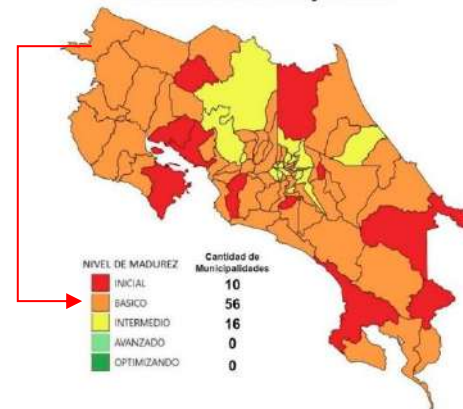 NIVEL DE MADUREZ Cantidad de Municipalidades
INICIAL 10
BASICO 56
INTERMEDIO 16
AVANZADO 0
OPTIMIZANDO 0